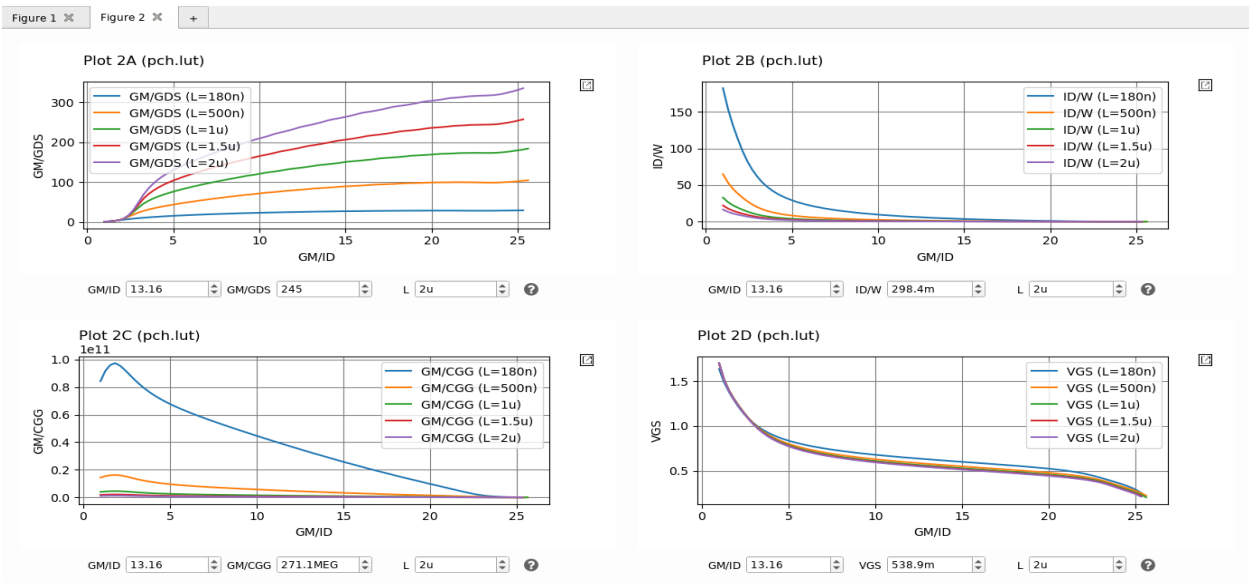 Figure 1 Figure 2 +
Plot 2A (pch.lut)
GM/GDS
300
200
100
0
GM/GDS (L=180n)
GM/GDS (L=500n)
GM/GDS (L=1u)
GM/GDS (L=1.5u)
GM/GDS (L=2u)
0 5 10 15 20 25
GM/ID
GM/ID 13.16 GM/GDS 245 L 2u ?
Plot 2B (pch.lut)
ID/W
150
100
50
0
ID/W (L=180n)
ID/W (L=500n)
ID/W (L=1u)
ID/W (L=1.5u)
ID/W (L=2u)
0 5 10 15 20 25
GM/ID
GM/ID 13.16 ID/W 298.4m L 2u ?
Plot 2C (pch.lut)
1e11
GM/CGG
1.0
0.8
0.6
0.4
0.2
0.0
GM/CGG (L=180n)
GM/CGG (L=500n)
GM/CGG (L=1u)
GM/CGG (L=1.5u)
GM/CGG (L=2u)
0 5 10 15 20 25
GM/ID
GM/ID 13.16 GM/CGG 271.1MEG L 2u ?
Plot 2D (pch.lut)
VGS
1.5
1.0
0.5
VGS (L=180n)
VGS (L=500n)
VGS (L=1u)
VGS (L=1.5u)
VGS (L=2u)
0 5 10 15 20 25
GM/ID
GM/ID 13.16 VGS 538.9m L 2u ?